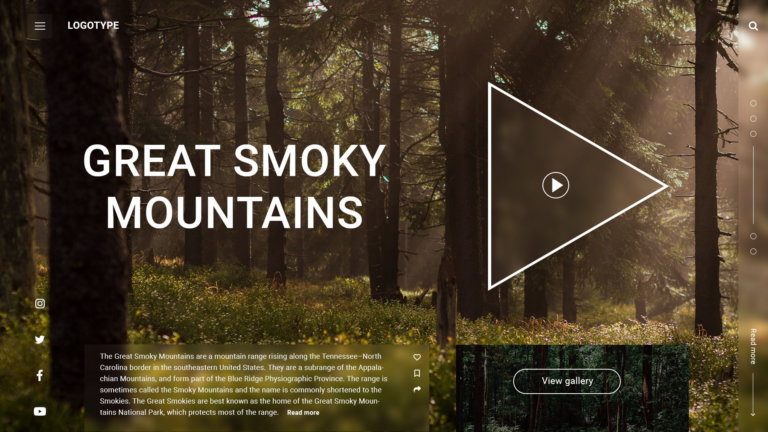 LOGOTYPE
GREAT SMOKY
MOUNTAINS
The Great Smoky Mountains are a mountain range rising along the Tennessee–North
Carolina border in the southeastern United States. They are a subrange of the Appala-
chian Mountains, and form part of the Blue Ridge Physiographic Province. The range is
sometimes called the Smoky Mountains and the name is commonly shortened to the
Smokies. The Great Smokies are best known as the home of the Great Smoky Moun-
tains National Park, which protects most of the range. Read more
View gallery
Read more